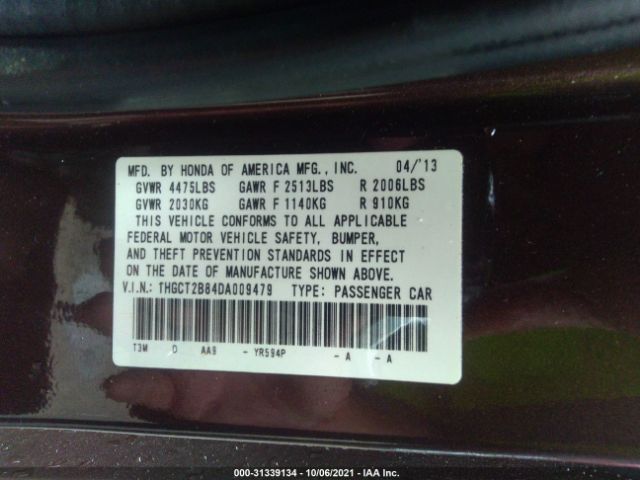 MFD. BY HONDA OF AMERICA MFG., INC. 04/'13
GVWR 4475LBS GAWR F 2513LBS R 2006LBS
GVWR 2030KG GAWR F 1140KG R 910KG
THIS VEHICLE CONFORMS TO ALL APPLICABLE
FEDERAL MOTOR VEHICLE SAFETY, BUMPER,
AND THEFT PREVENTION STANDARDS IN EFFECT
ON THE DATE OF MANUFACTURE SHOWN ABOVE.
V.I.N.: THGCT2B84DA009479 TYPE: PASSENGER CAR
T3M D AA9 - YR594P - A - A
000-31339134 - 10/06/2021 - IAA Inc.